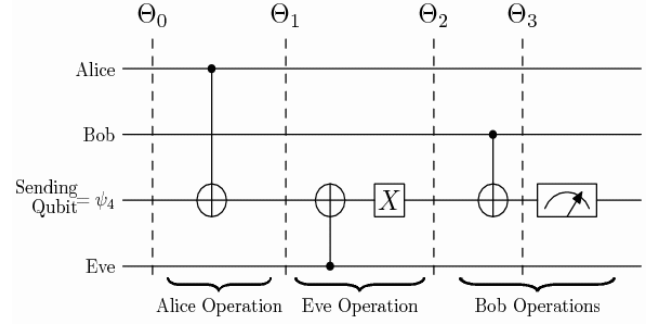 Θ₀ Θ₁ Θ₂ Θ₃
Alice
Bob
Sending
Qubit = ψ₄
X
Eve
Alice Operation Eve Operation Bob Operations